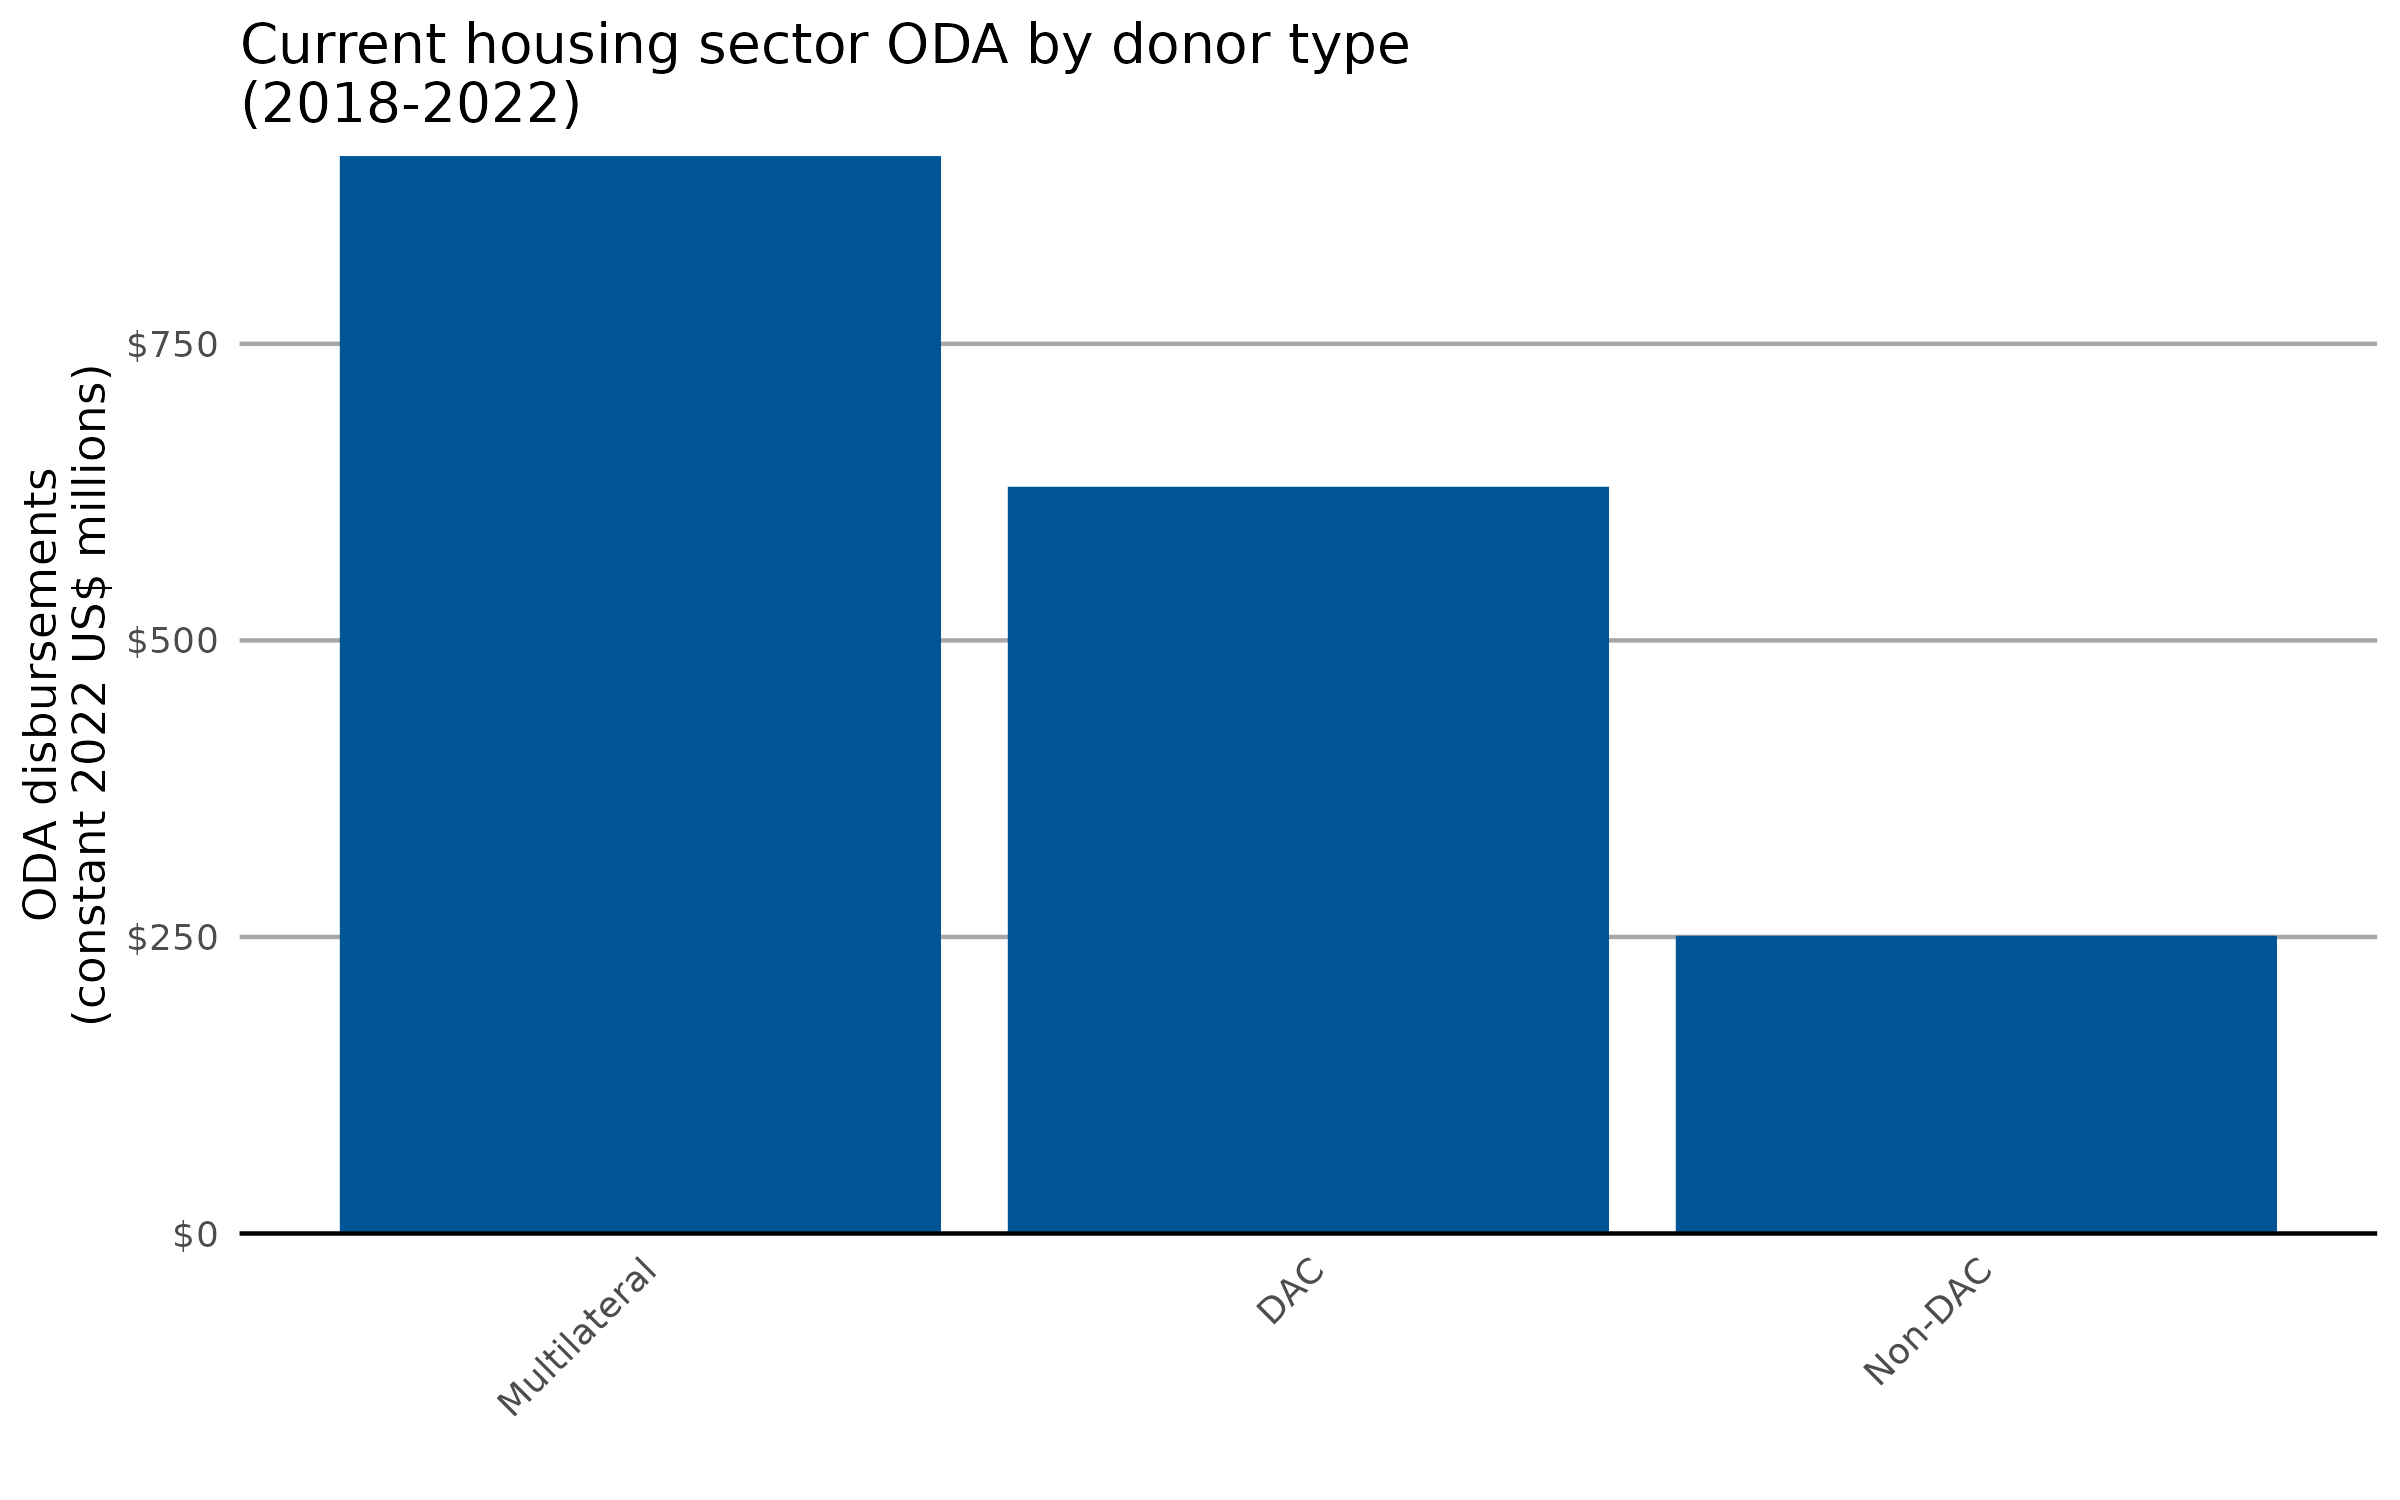 Current housing sector ODA by donor type
(2018-2022)
ODA disbursements
(constant 2022 US$ millions)
$750
$500
$250
$0
Multilateral
DAC
Non-DAC